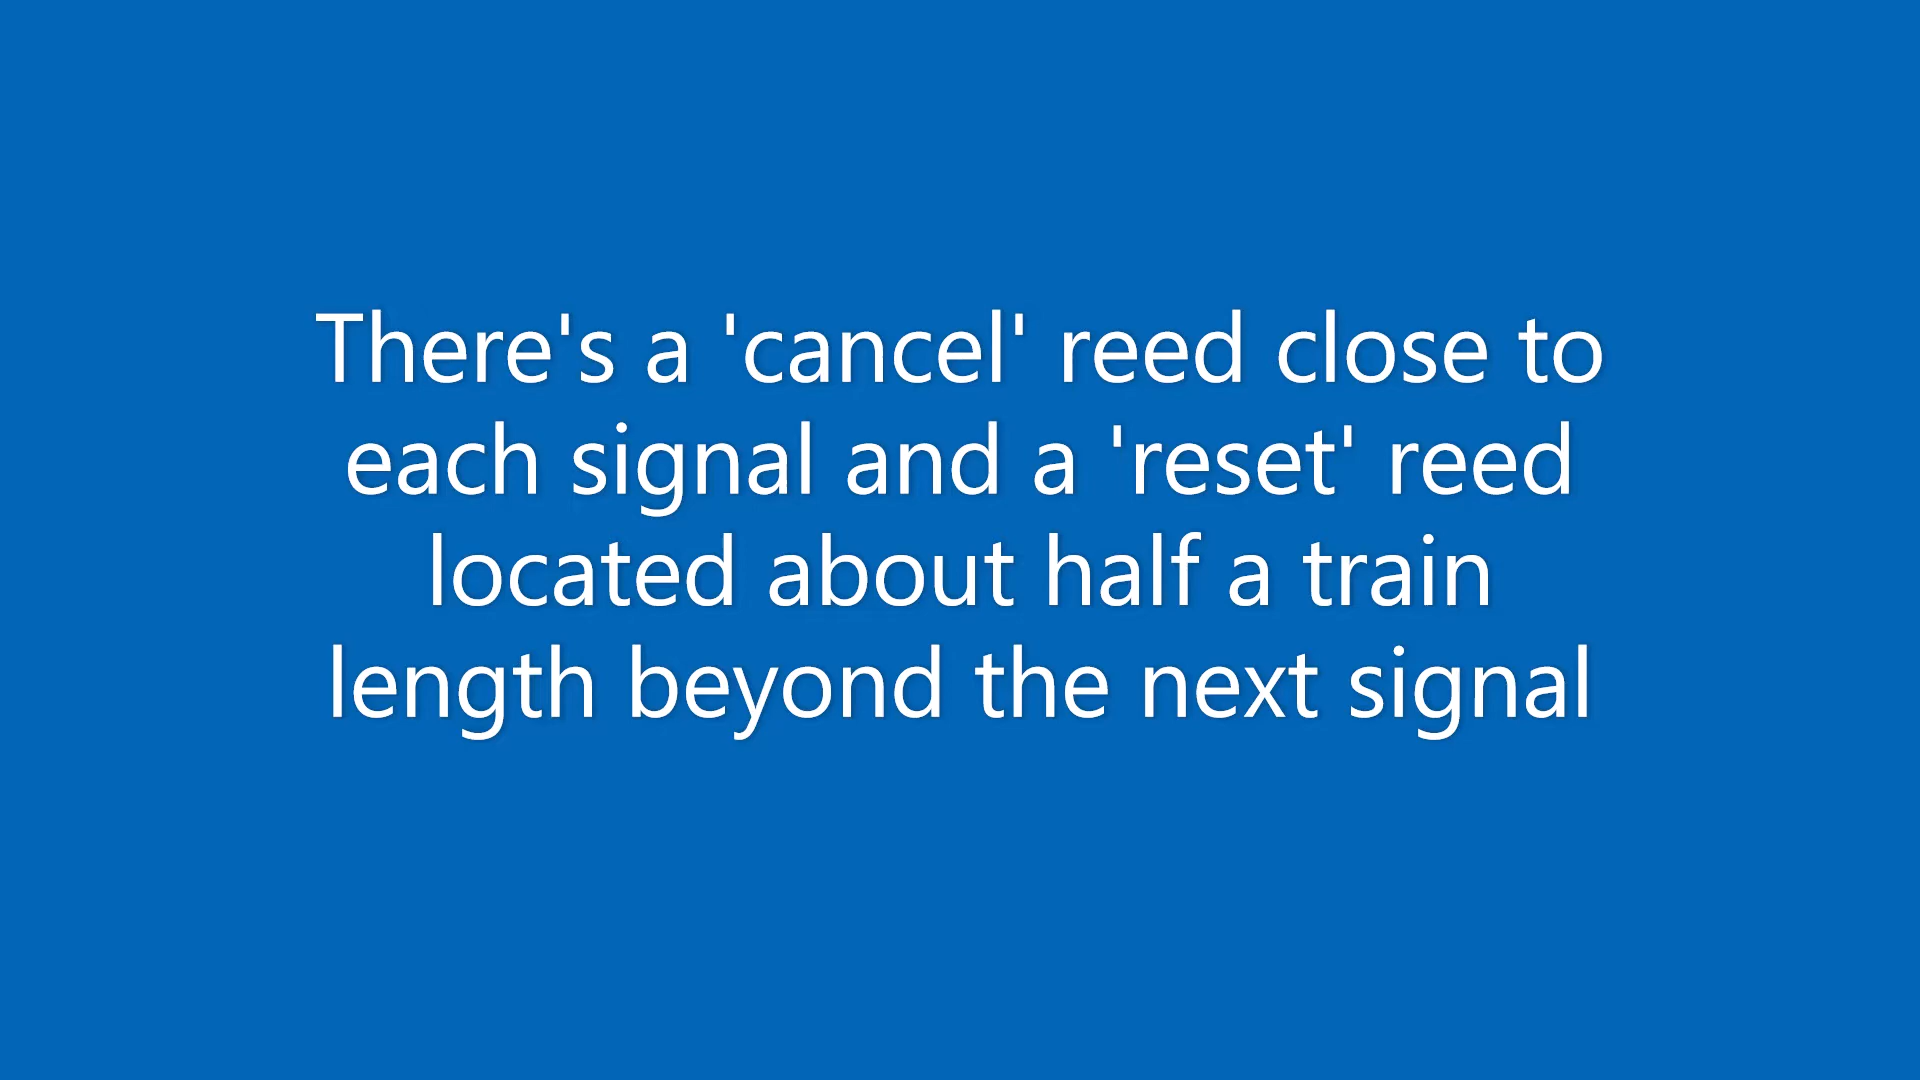 There's a 'cancel' reed close to
each signal and a 'reset' reed
located about half a train
length beyond the next signal